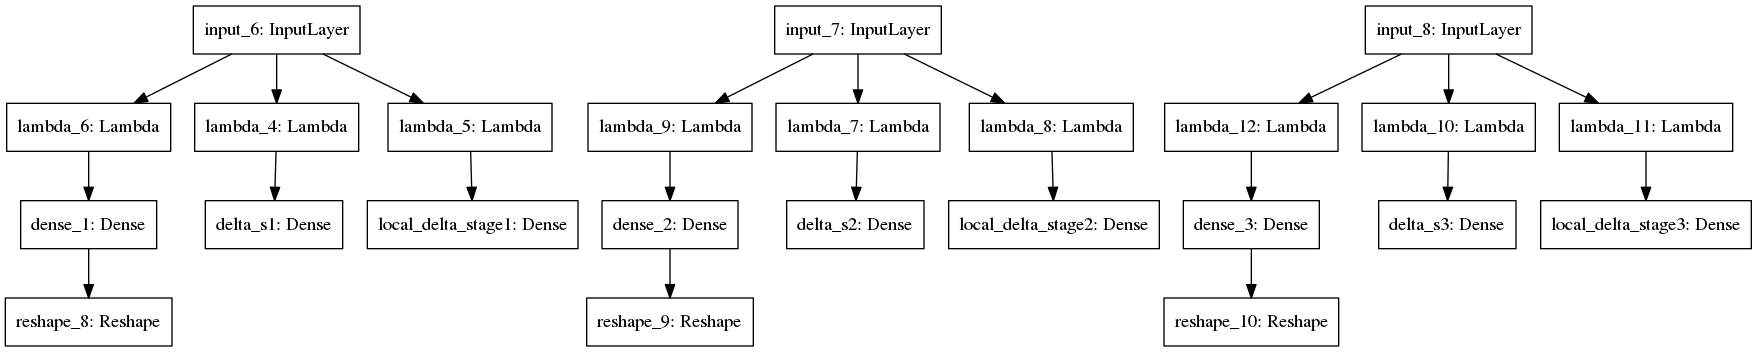 input_6: InputLayer
input_7: InputLayer
input_8: InputLayer
lambda_6: Lambda
lambda_4: Lambda
lambda_5: Lambda
lambda_9: Lambda
lambda_7: Lambda
lambda_8: Lambda
lambda_12: Lambda
lambda_10: Lambda
lambda_11: Lambda
dense_1: Dense
delta_s1: Dense
local_delta_stage1: Dense
dense_2: Dense
delta_s2: Dense
local_delta_stage2: Dense
dense_3: Dense
delta_s3: Dense
local_delta_stage3: Dense
reshape_8: Reshape
reshape_9: Reshape
reshape_10: Reshape